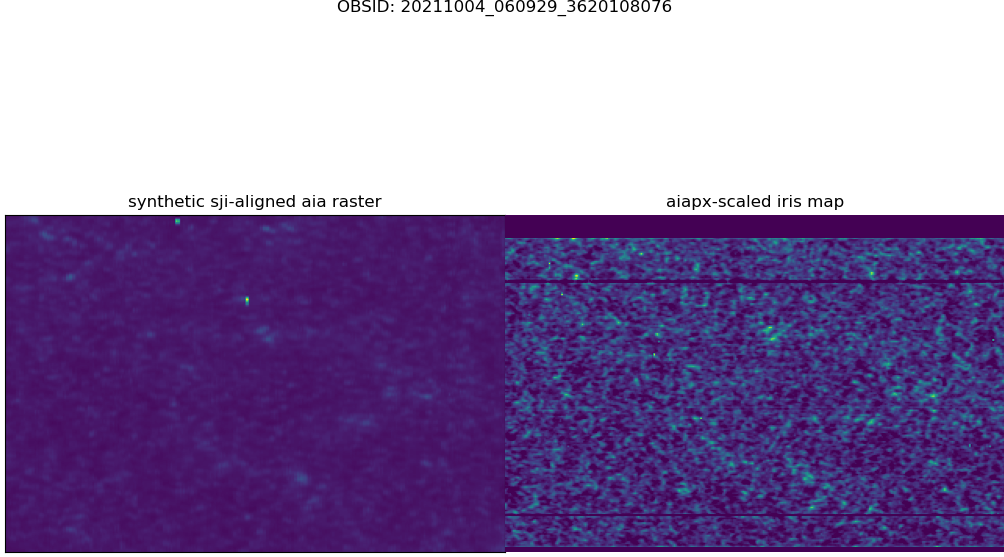 OBSID: 20211004_060929_3620108076
synthetic sji-aligned aia raster
aiapx-scaled iris map